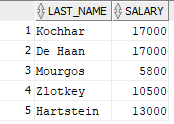 LAST_NAME SALARY
1 Kochhar 17000
2 De Haan 17000
3 Mourgos 5800
4 Zlotkey 10500
5 Hartstein 13000